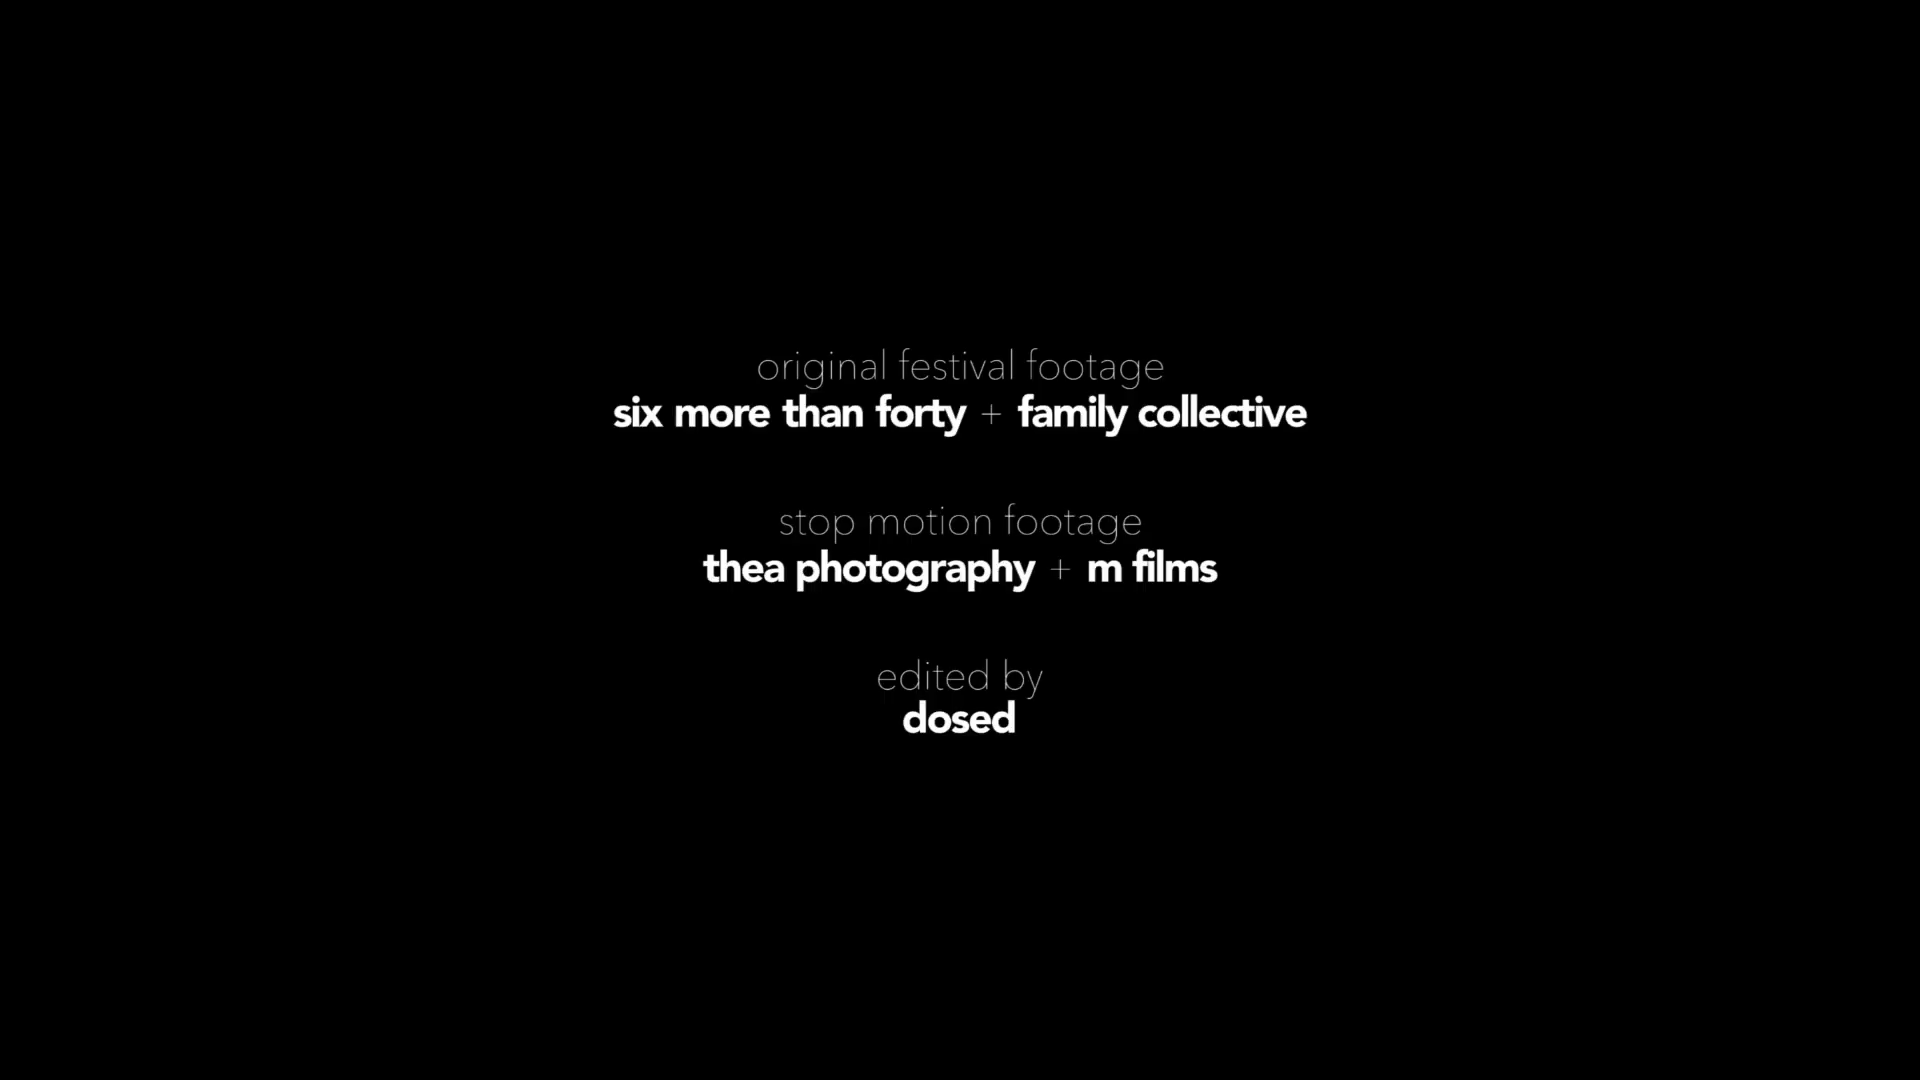 original festival footage
six more than forty + family collective
stop motion footage
thea photography + m films
edited by
dosed